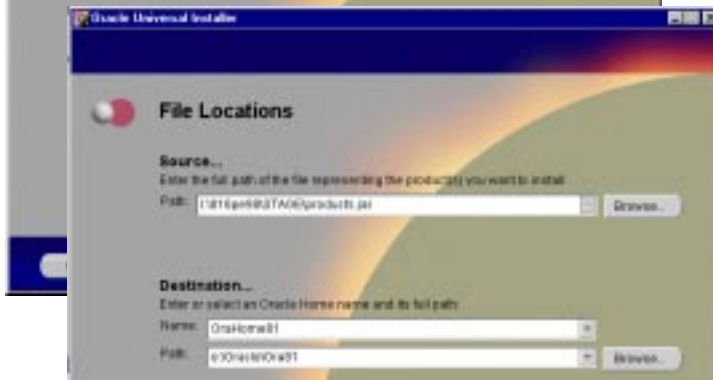 Oracle Universal Installer
File Locations
Source...
Enter the full path of the file representing the product(s) you want to install:
Path:
Browse...
Destination...
Enter or select an Oracle Home name and its full path:
Name: OraHome81
Path: e:\Oracle\Ora81
Browse...